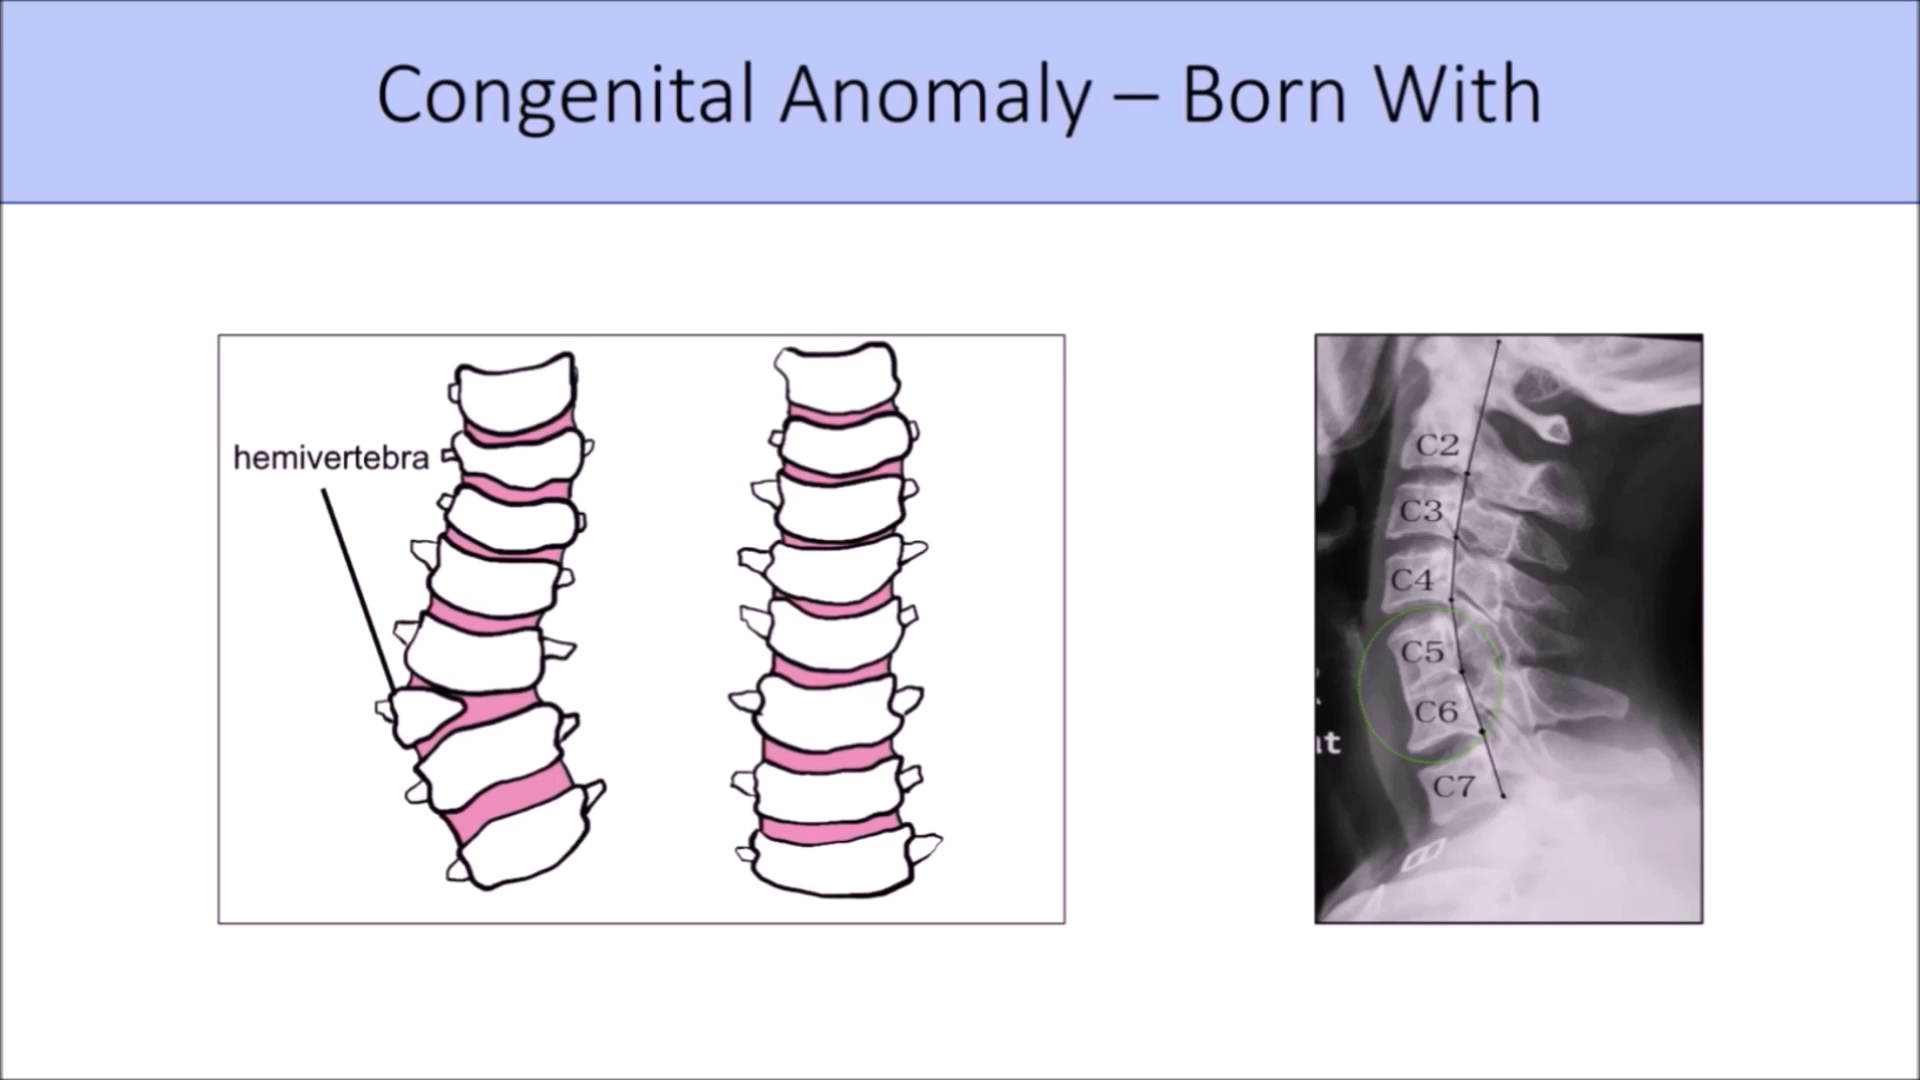 Congenital Anomaly – Born With
hemivertebra
C2
C3
C4
C5
C6
C7